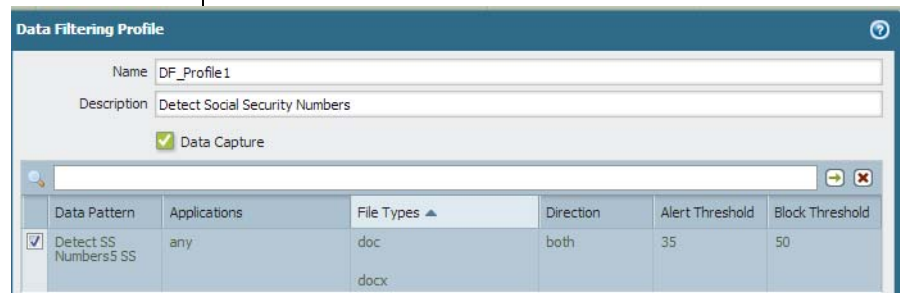 Data Filtering Profile
Name DF_Profile1
Description Detect Social Security Numbers
Data Capture
Data Pattern Applications File Types Direction Alert Threshold Block Threshold
Detect SS any doc both 35 50
Numbers5 SS
docx